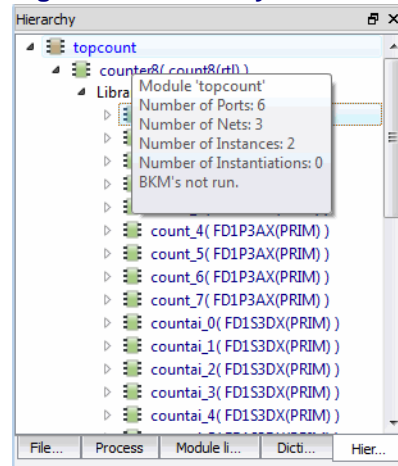 Hierarchy
topcount
counter8( count8(rtl) )
Libra
Module 'topcount'
Number of Ports: 6
Number of Nets: 3
Number of Instances: 2
Number of Instantiations: 0
BKM's not run.
count_4( FD1P3AX(PRIM) )
count_5( FD1P3AX(PRIM) )
count_6( FD1P3AX(PRIM) )
count_7( FD1P3AX(PRIM) )
countai_0( FD1S3DX(PRIM) )
countai_1( FD1S3DX(PRIM) )
countai_2( FD1S3DX(PRIM) )
countai_3( FD1S3DX(PRIM) )
countai_4( FD1S3DX(PRIM) )
File... Process Module li... Dicti... Hier...